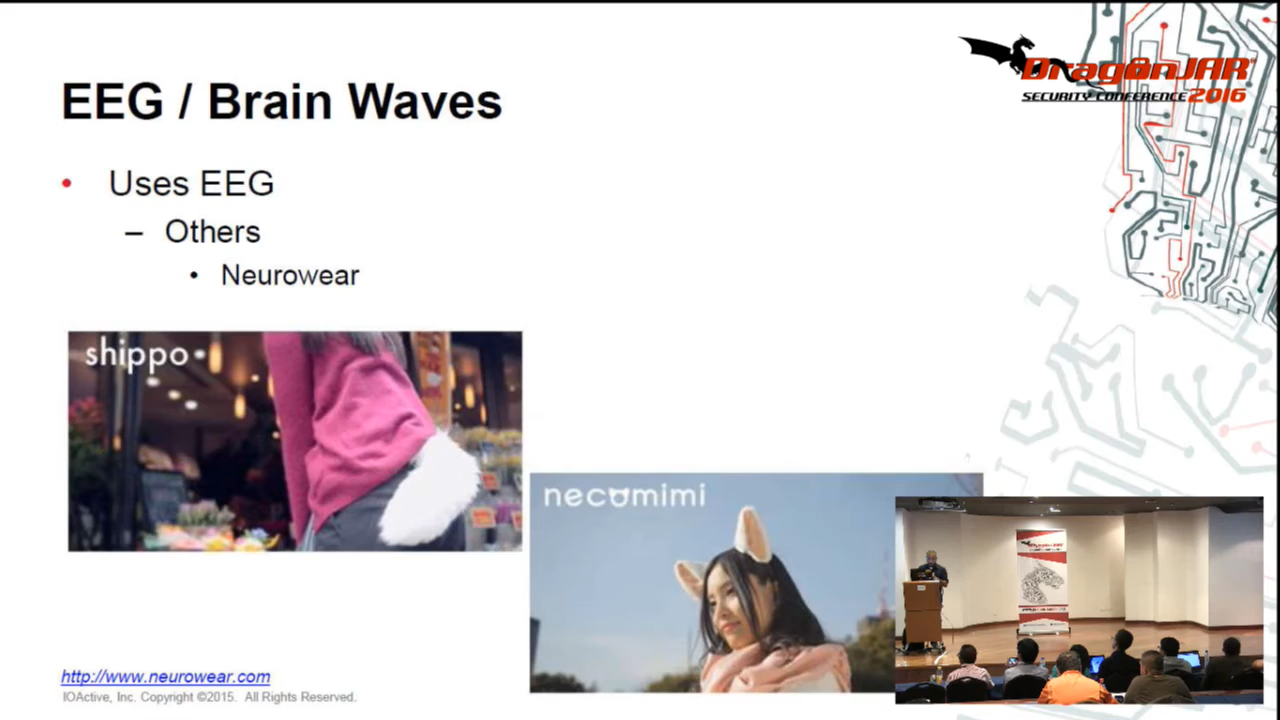 DragonJAR
SECURITY CONFERENCE 2016
EEG / Brain Waves
• Uses EEG
– Others
• Neurowear
shippo
necomimi
http://www.neurowear.com
IOActive, Inc. Copyright ©2015. All Rights Reserved.